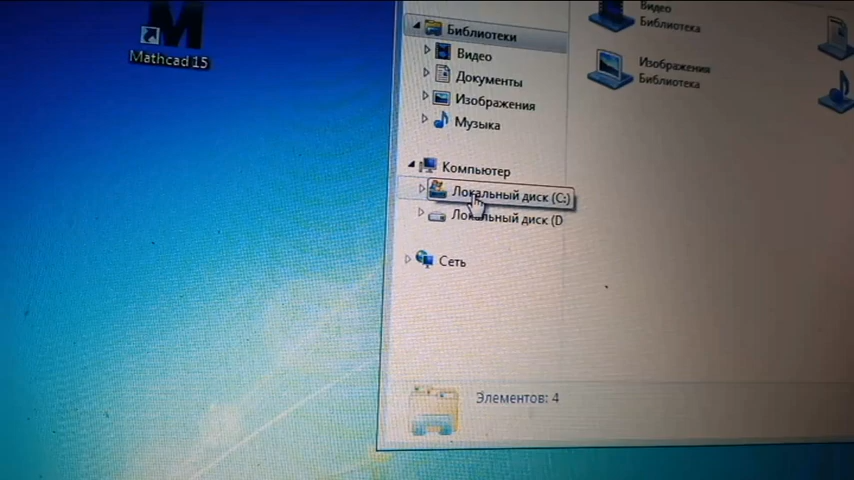 Mathcad 15
Библиотеки
Видео
Документы
Изображения
Музыка
Компьютер
Локальный диск (C:)
Локальный диск (D
Сеть
Видео
Библиотека
Изображения
Библиотека
Элементов: 4